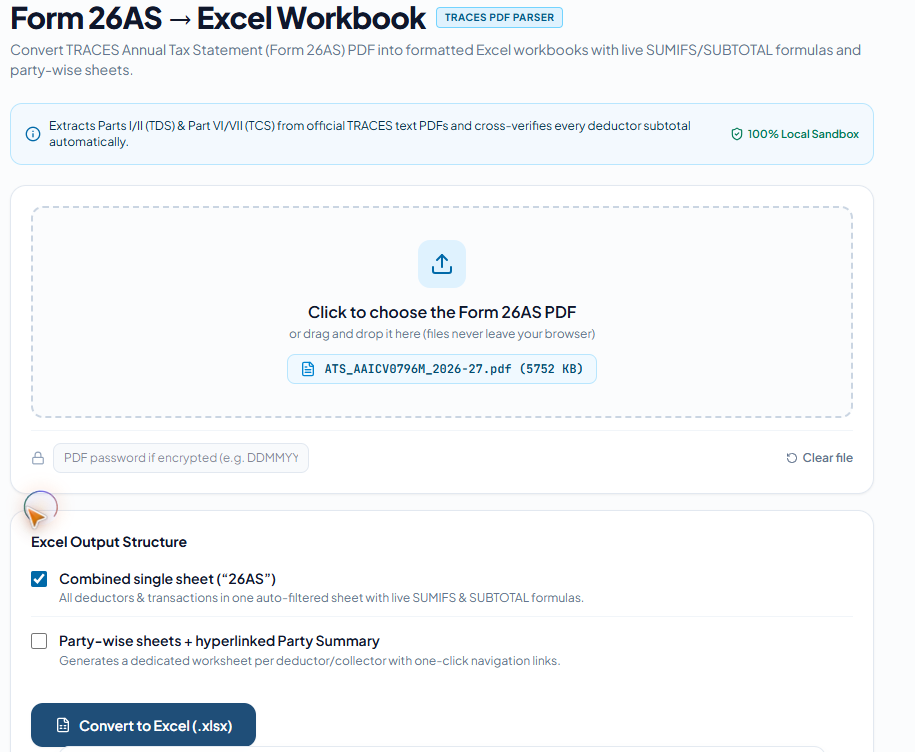 Form 26AS → Excel Workbook TRACES PDF PARSER
Convert TRACES Annual Tax Statement (Form 26AS) PDF into formatted Excel workbooks with live SUMIFS/SUBTOTAL formulas and
party-wise sheets.
Extracts Parts I/II (TDS) & Part VI/VII (TCS) from official TRACES text PDFs and cross-verifies every deductor subtotal
automatically.
100% Local Sandbox
Click to choose the Form 26AS PDF
or drag and drop it here (files never leave your browser)
ATS_AAICV0796M_2026-27.pdf (5752 KB)
PDF password if encrypted (e.g. DDMMYY
Clear file
Excel Output Structure
Combined single sheet (“26AS”)
All deductors & transactions in one auto-filtered sheet with live SUMIFS & SUBTOTAL formulas.
Party-wise sheets + hyperlinked Party Summary
Generates a dedicated worksheet per deductor/collector with one-click navigation links.
Convert to Excel (.xlsx)